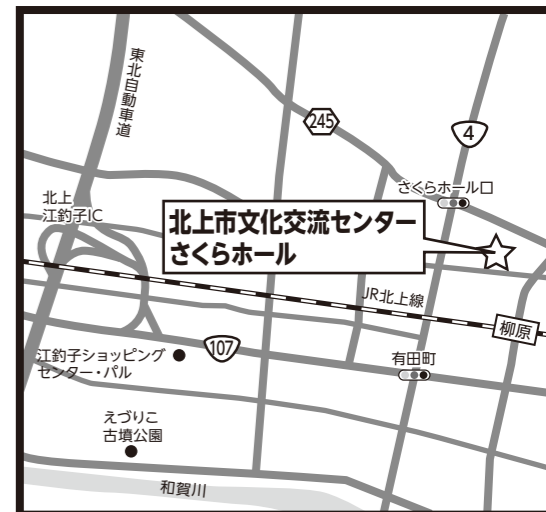 東北自動車道
245
4
さくらホール口
北上
江釣子IC
北上市文化交流センター
さくらホール
JR北上線
柳原
107
有田町
江釣子ショッピング
センター・パル
えづりこ
古墳公園
和賀川